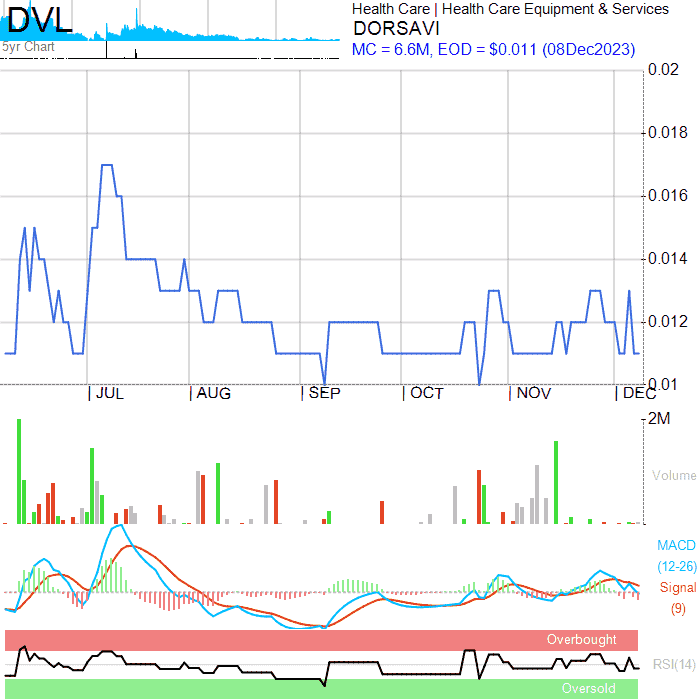 DVL
5yr Chart
Health Care | Health Care Equipment & Services
DORSAVI
MC = 6.6M, EOD = $0.011 (08Dec2023)
0.02
0.018
0.016
0.014
0.012
0.01
JUL AUG SEP OCT NOV DEC
2M
Volume
MACD
(12-26)
Signal
(9)
Overbought
RSI(14)
Oversold